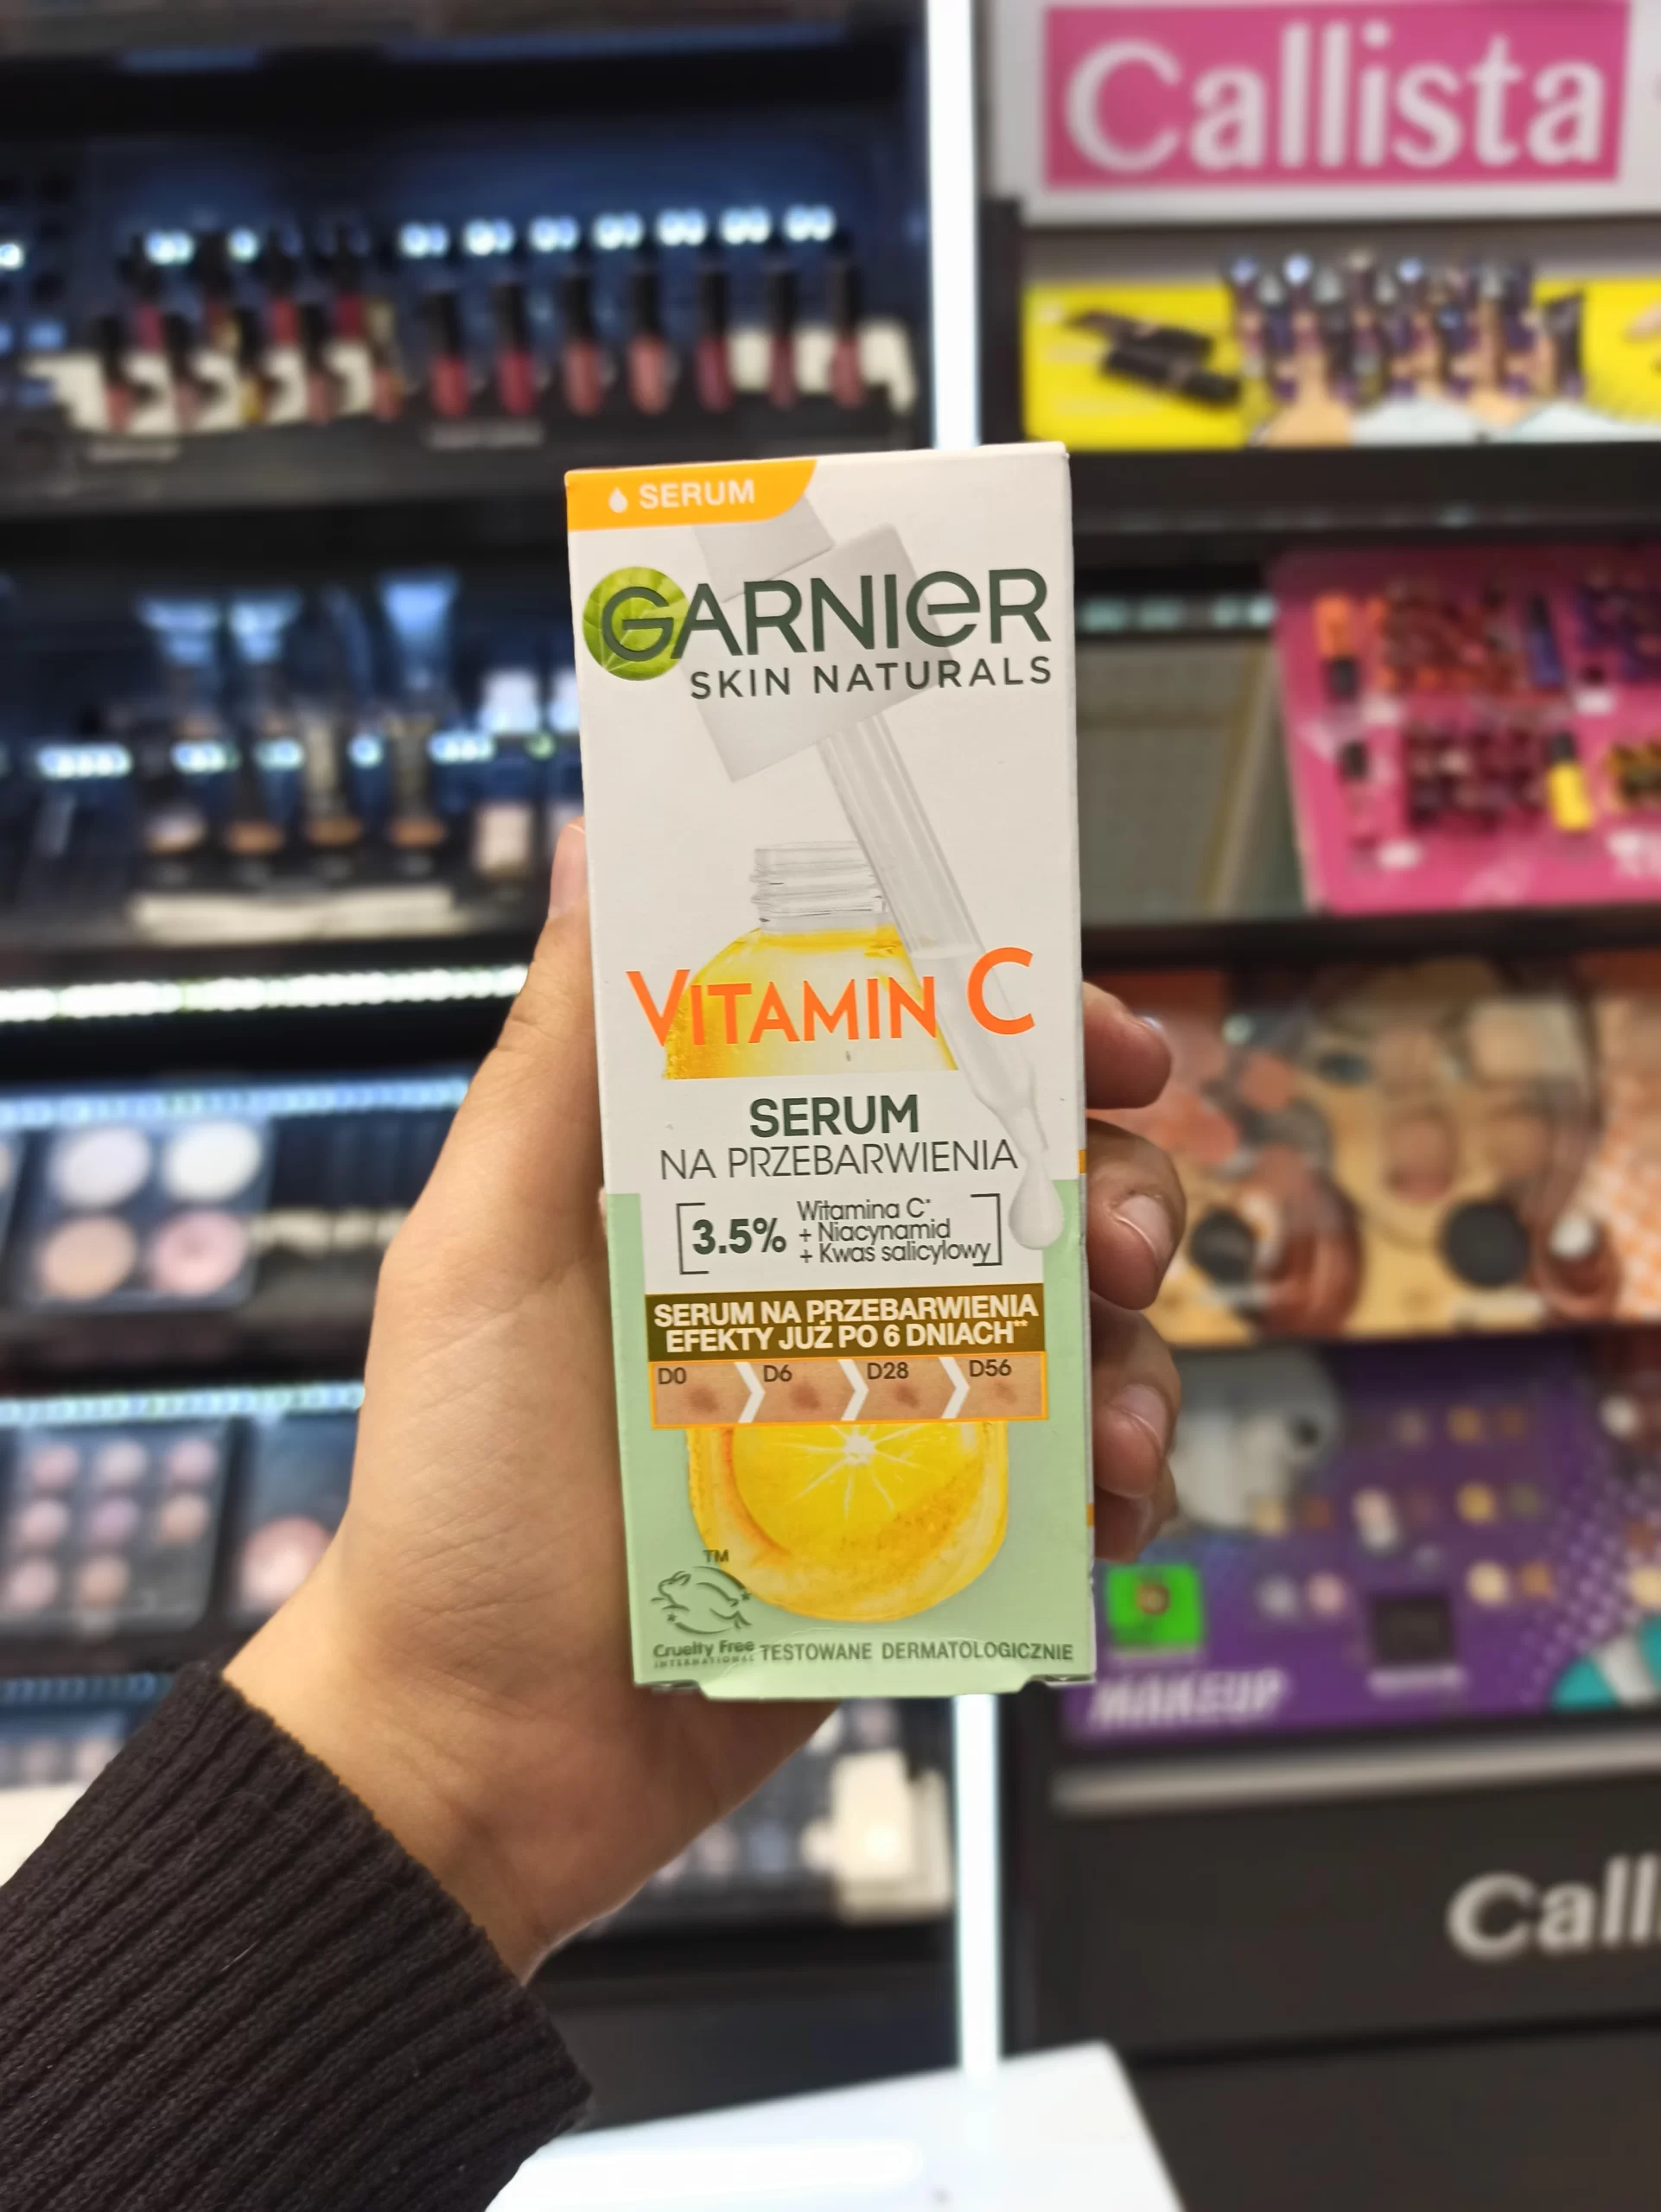 Callista
SERUM
GARNIER
SKIN NATURALS
VITAMIN C
SERUM
NA PRZEBARWIENIA
3.5% Witamina C*
+ Niacynamid
+ Kwas salicylowy
SERUM NA PRZEBARWIENIA
EFEKTY JUŻ PO 6 DNIACH**
D0 D6 D28 D56
TM
Cruelty Free
INTERNATIONAL
TESTOWANE DERMATOLOGICZNIE
MAKEUP
Call